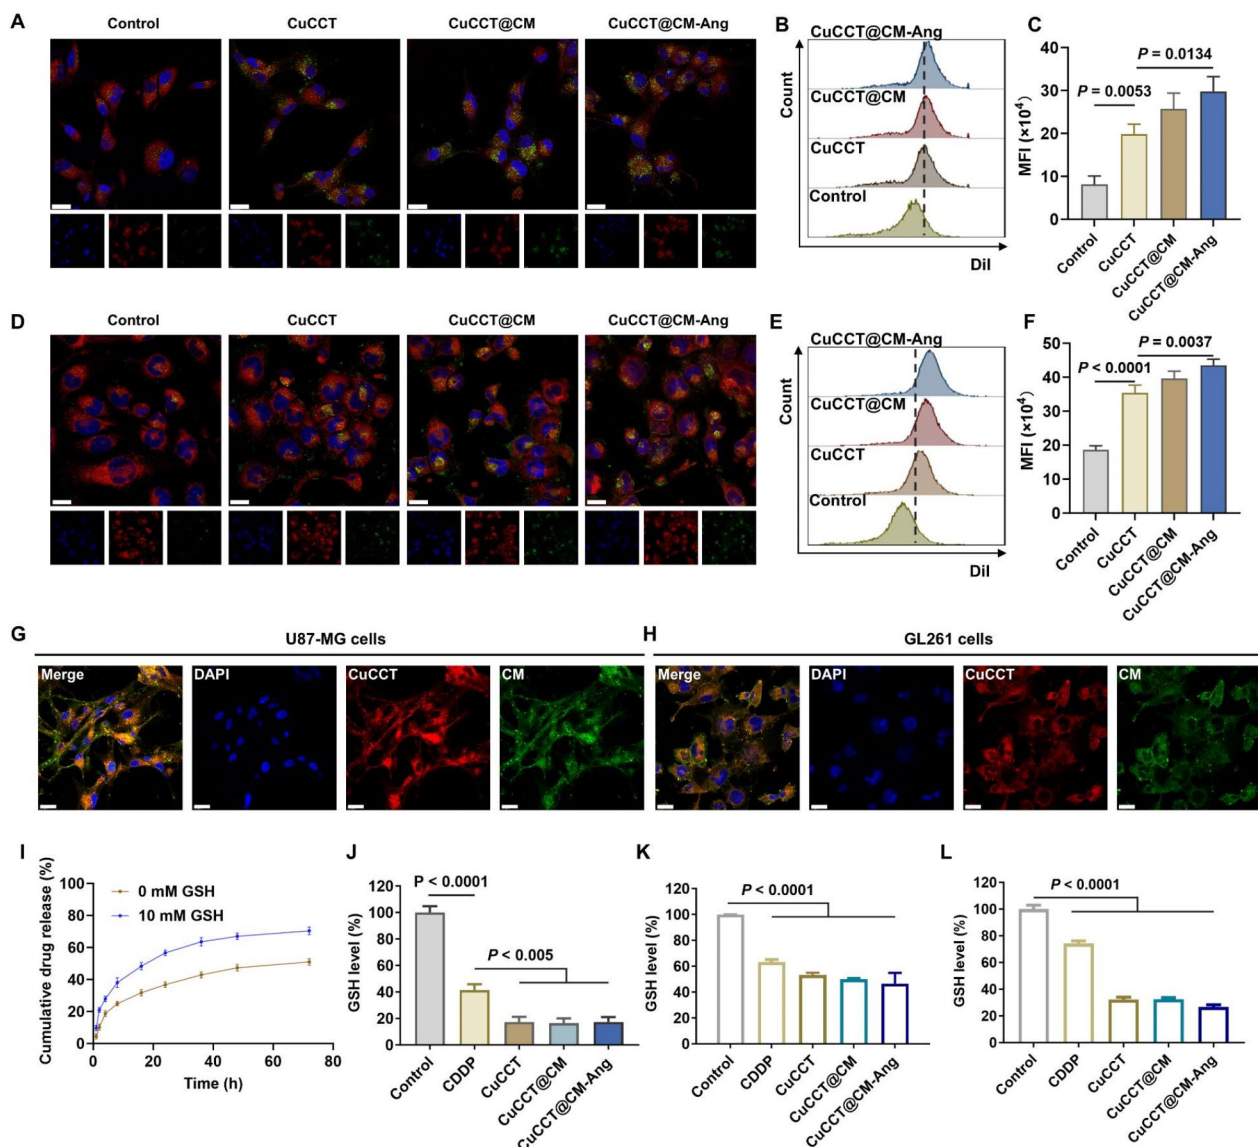 A
Control
CuCCT
CuCCT@CM
CuCCT@CM-Ang
B
CuCCT@CM-Ang
CuCCT@CM
CuCCT
Control
Count
DiI
C
MFI (×10⁴)
40
30
20
10
0
P = 0.0134
P = 0.0053
Control
CuCCT
CuCCT@CM
CuCCT@CM-Ang
D
Control
CuCCT
CuCCT@CM
CuCCT@CM-Ang
E
CuCCT@CM-Ang
CuCCT@CM
CuCCT
Control
Count
DiI
F
MFI (×10⁴)
50
40
30
20
10
0
P = 0.0037
P < 0.0001
Control
CuCCT
CuCCT@CM
CuCCT@CM-Ang
G
U87-MG cells
Merge
DAPI
CuCCT
CM
H
GL261 cells
Merge
DAPI
CuCCT
CM
I
Cumulative drug release (%)
100
80
60
40
20
0
0 mM GSH
10 mM GSH
0
20
40
60
80
Time (h)
J
GSH level (%)
120
100
80
60
40
20
0
P < 0.0001
P < 0.005
Control
CDDP
CuCCT
CuCCT@CM
CuCCT@CM-Ang
K
GSH level (%)
120
100
80
60
40
20
0
P < 0.0001
Control
CDDP
CuCCT
CuCCT@CM
CuCCT@CM-Ang
L
GSH level (%)
120
100
80
60
40
20
0
P < 0.0001
Control
CDDP
CuCCT
CuCCT@CM
CuCCT@CM-Ang